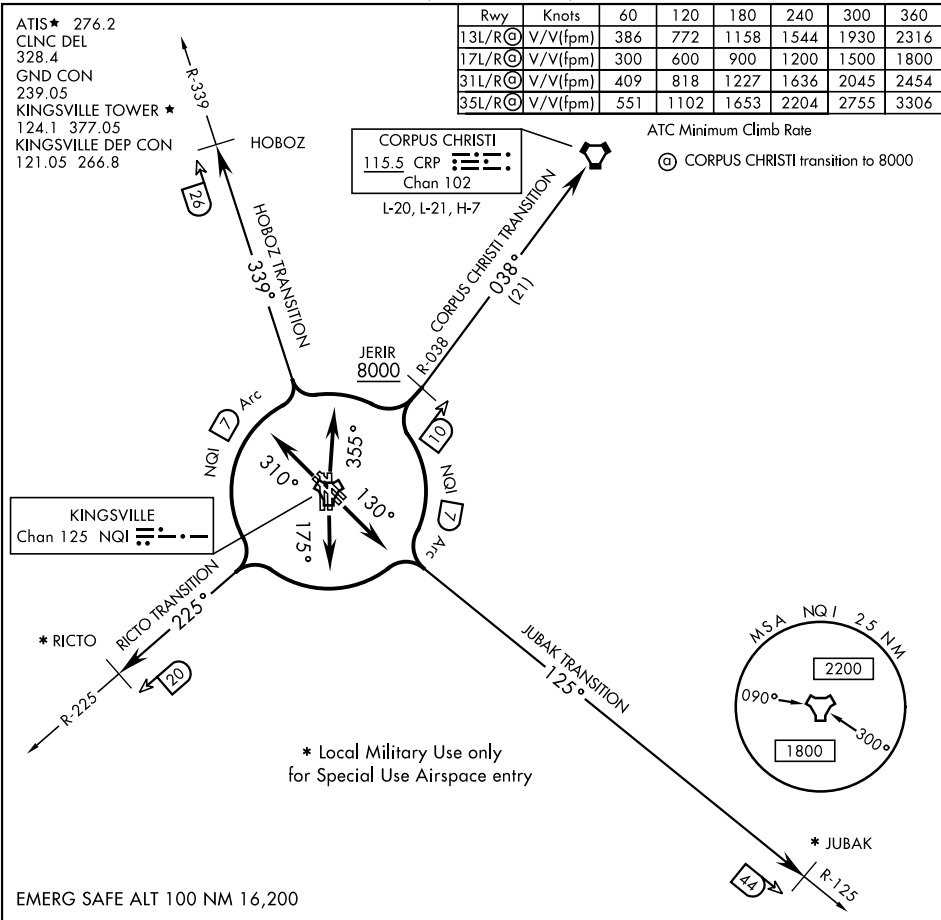 ATIS★ 276.2
CLNC DEL
328.4
GND CON
239.05
KINGSVILLE TOWER ★
124.1 377.05
KINGSVILLE DEP CON
121.05 266.8
Rwy Knots 60 120 180 240 300 360
13L/R ⓐ V/V(fpm) 386 772 1158 1544 1930 2316
17L/R ⓐ V/V(fpm) 300 600 900 1200 1500 1800
31L/R ⓐ V/V(fpm) 409 818 1227 1636 2045 2454
35L/R ⓐ V/V(fpm) 551 1102 1653 2204 2755 3306
ATC Minimum Climb Rate
ⓐ CORPUS CHRISTI transition to 8000
R-339
HOBOZ
26
CORPUS CHRISTI
115.5 CRP
Chan 102
L-20, L-21, H-7
HOBOZ TRANSITION
339°
CORPUS CHRISTI TRANSITION
038°
(21)
R-038
JERIR
8000
10
NQI 7 Arc
NQI 7 Arc
310°
355°
130°
175°
KINGSVILLE
Chan 125 NQI
RICTO TRANSITION
225°
* RICTO
20
R-225
JUBAK TRANSITION
125°
MSA NQI 25 NM
2200
090°
300°
1800
* Local Military Use only
for Special Use Airspace entry
* JUBAK
44
R-125
EMERG SAFE ALT 100 NM 16,200